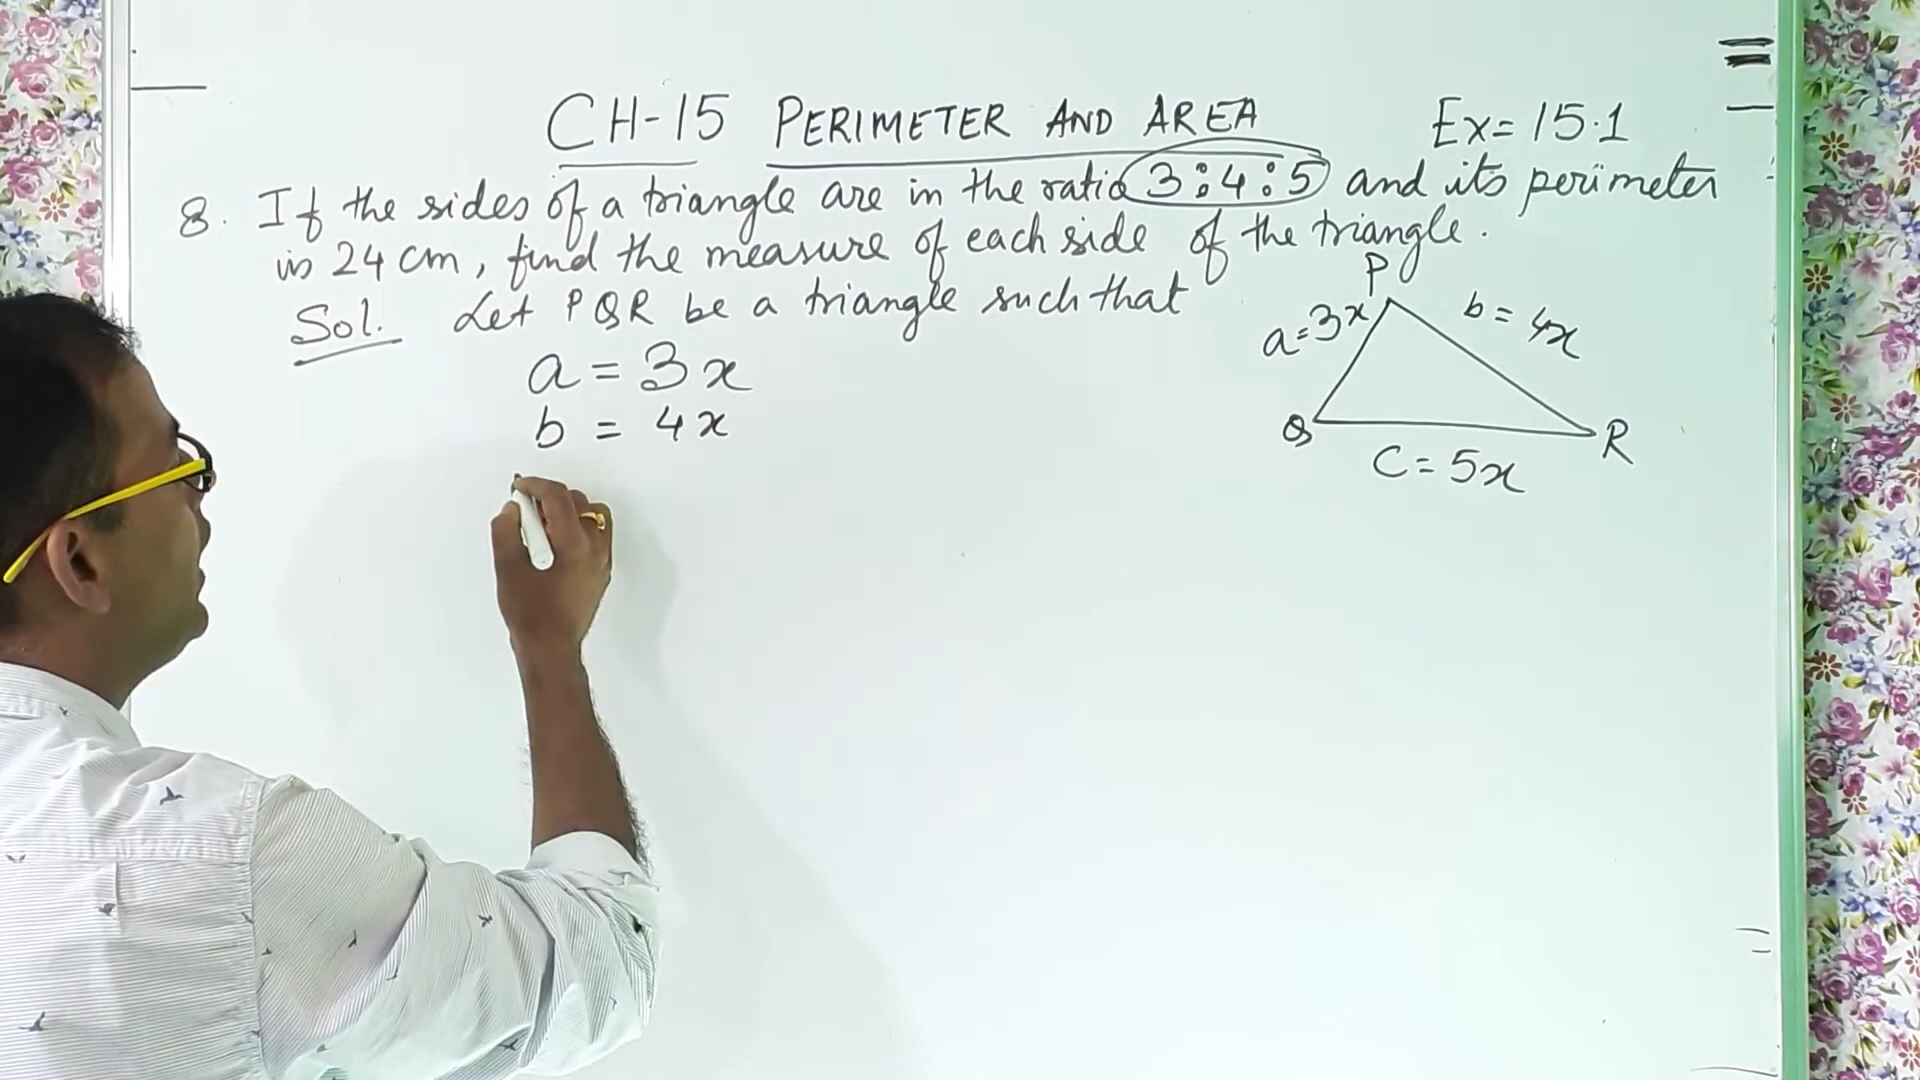 CH-15 PERIMETER AND AREA Ex=15.1
8. If the sides of a triangle are in the ratio 3:4:5 and its perimeter
is 24 cm, find the measure of each side of the triangle.
Sol. Let PQR be a triangle such that
a = 3x
b = 4x
P
a=3x
b = 4x
Q
R
C=5x